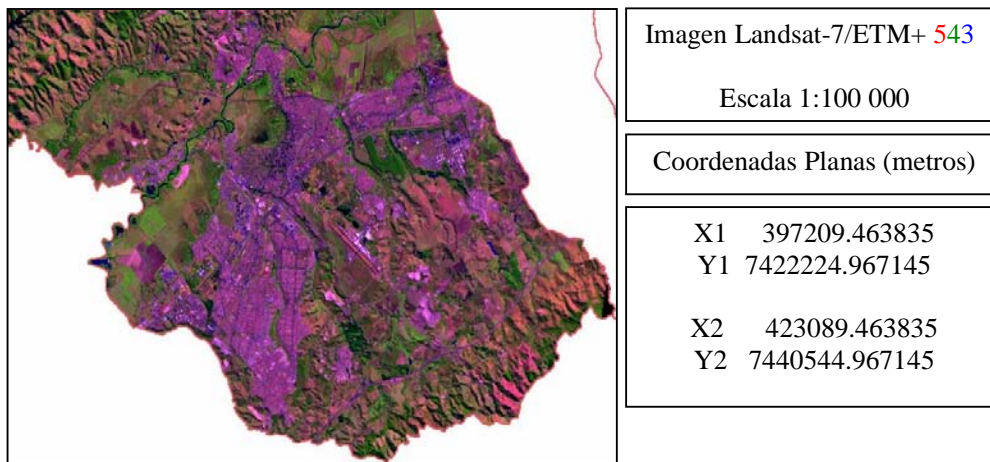 Imagen Landsat-7/ETM+ 543
Escala 1:100 000
Coordenadas Planas (metros)
X1 397209.463835
Y1 7422224.967145
X2 423089.463835
Y2 7440544.967145